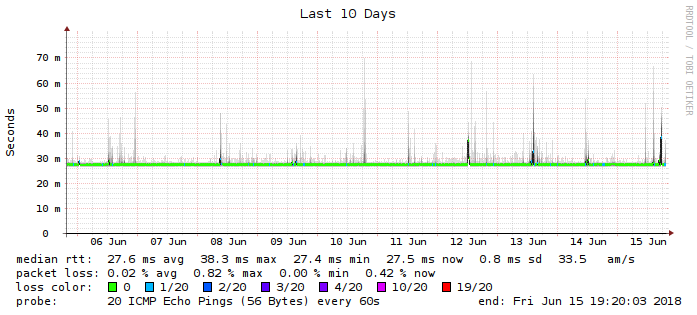 Last 10 Days
RRDTOOL / TOBI OETIKER
Seconds
70 m
60 m
50 m
40 m
30 m
20 m
10 m
0
06 Jun 07 Jun 08 Jun 09 Jun 10 Jun 11 Jun 12 Jun 13 Jun 14 Jun 15 Jun
median rtt: 27.6 ms avg 38.3 ms max 27.4 ms min 27.5 ms now 0.8 ms sd 33.5 am/s
packet loss: 0.02 % avg 0.82 % max 0.00 % min 0.42 % now
loss color: 0 1/20 2/20 3/20 4/20 10/20 19/20
probe: 20 ICMP Echo Pings (56 Bytes) every 60s end: Fri Jun 15 19:20:03 2018